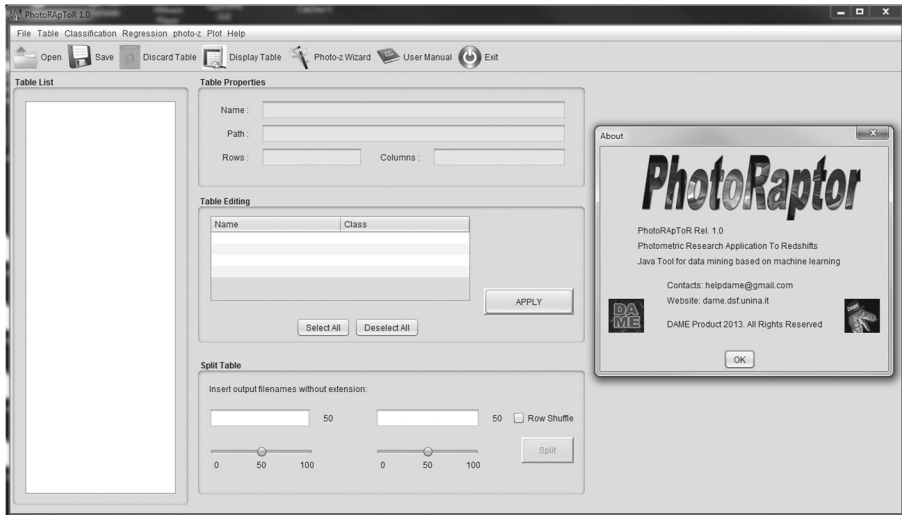 PhotoRApToR 1.0
File Table Classification Regression photo-z Plot Help
Open Save Discard Table Display Table Photo-z Wizard User Manual Exit
Table List
Table Properties
Name :
Path :
Rows : Columns :
Table Editing
Name Class
APPLY
Select All Deselect All
Split Table
Insert output filenames without extension:
50 50 Row Shuffle
0 50 100 0 50 100 Split
About
PhotoRaptor
PhotoRApToR Rel. 1.0
Photometric Research Application To Redshifts
Java Tool for data mining based on machine learning
Contacts: helpdame@gmail.com
Website: dame.dsf.unina.it
DAME Product 2013. All Rights Reserved
DAME
ME
DAME
OK